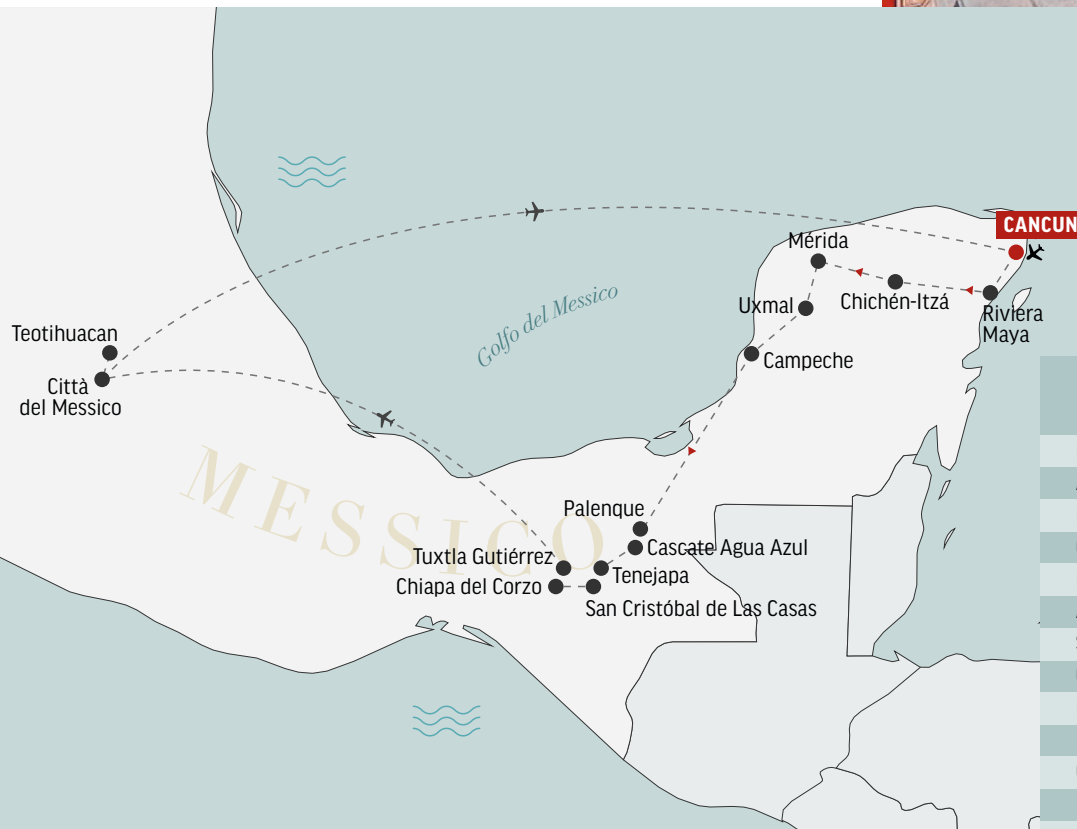 CANCUN
Mérida
Chichén-Itzá
Uxmal
Riviera
Maya
Golfo del Messico
Teotihuacan
Campeche
Città
del Messico
MESSICO
Palenque
Cascate Agua Azul
Tuxtla Gutiérrez
Tenejapa
Chiapa del Corzo
San Cristóbal de Las Casas